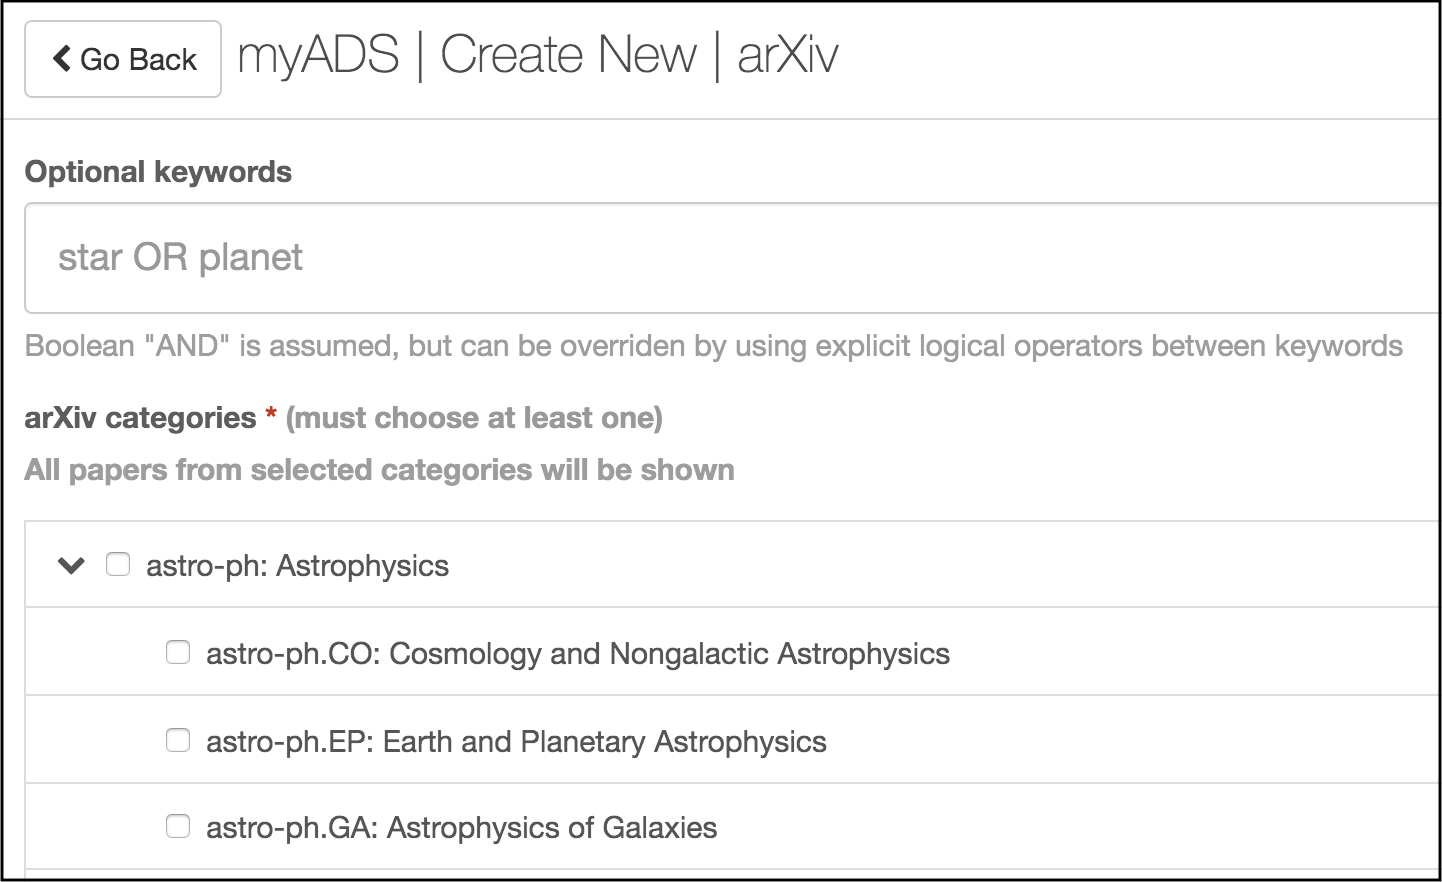 Go Back
myADS | Create New | arXiv
Optional keywords
star OR planet
Boolean "AND" is assumed, but can be overriden by using explicit logical operators between keywords
arXiv categories * (must choose at least one)
All papers from selected categories will be shown
astro-ph: Astrophysics
astro-ph.CO: Cosmology and Nongalactic Astrophysics
astro-ph.EP: Earth and Planetary Astrophysics
astro-ph.GA: Astrophysics of Galaxies